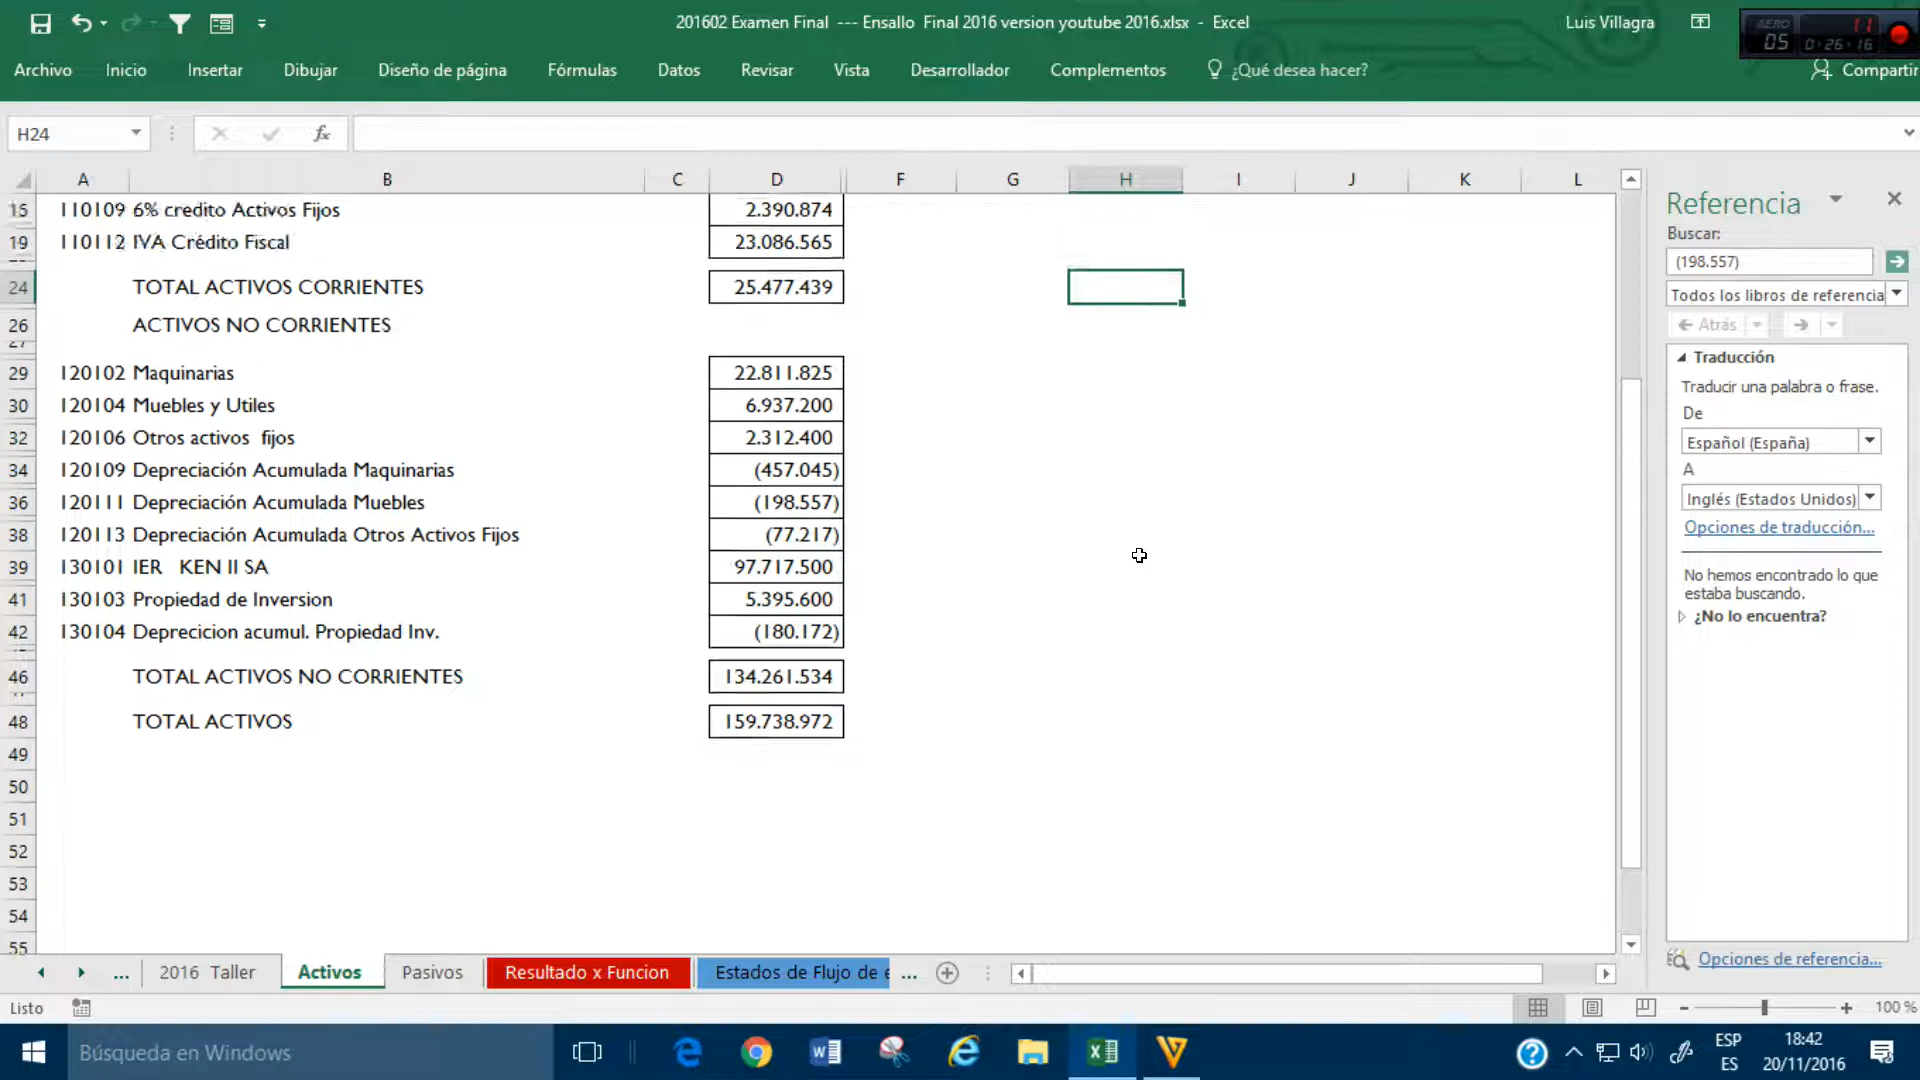 201602 Examen Final --- Ensallo Final 2016 version youtube 2016.xlsx - Excel
Luis Villagra
AERO
05
11
0:26:16
Archivo Inicio Insertar Dibujar Diseño de página Fórmulas Datos Revisar Vista Desarrollador Complementos ¿Qué desea hacer? Compartir
H24 fx
A B C D F G H I J K L
15 110109 6% credito Activos Fijos 2.390.874
19 110112 IVA Crédito Fiscal 23.086.565
24 TOTAL ACTIVOS CORRIENTES 25.477.439
26 ACTIVOS NO CORRIENTES
27
29 120102 Maquinarias 22.811.825
30 120104 Muebles y Utiles 6.937.200
32 120106 Otros activos fijos 2.312.400
34 120109 Depreciación Acumulada Maquinarias (457.045)
36 120111 Depreciación Acumulada Muebles (198.557)
38 120113 Depreciación Acumulada Otros Activos Fijos (77.217)
39 130101 IER KEN II SA 97.717.500
41 130103 Propiedad de Inversion 5.395.600
42 130104 Deprecicion acumul. Propiedad Inv. (180.172)
46 TOTAL ACTIVOS NO CORRIENTES 134.261.534
48 TOTAL ACTIVOS 159.738.972
49
50
51
52
53
54
55
Referencia
Buscar:
(198.557)
Todos los libros de referencia
Atrás
Traducción
Traducir una palabra o frase.
De
Español (España)
A
Inglés (Estados Unidos)
Opciones de traducción...
No hemos encontrado lo que
estaba buscando.
¿No lo encuentra?
Opciones de referencia...
... 2016 Taller Activos Pasivos Resultado x Funcion Estados de Flujo de e ...
Listo
100 %
Búsqueda en Windows
ESP
ES
18:42
20/11/2016